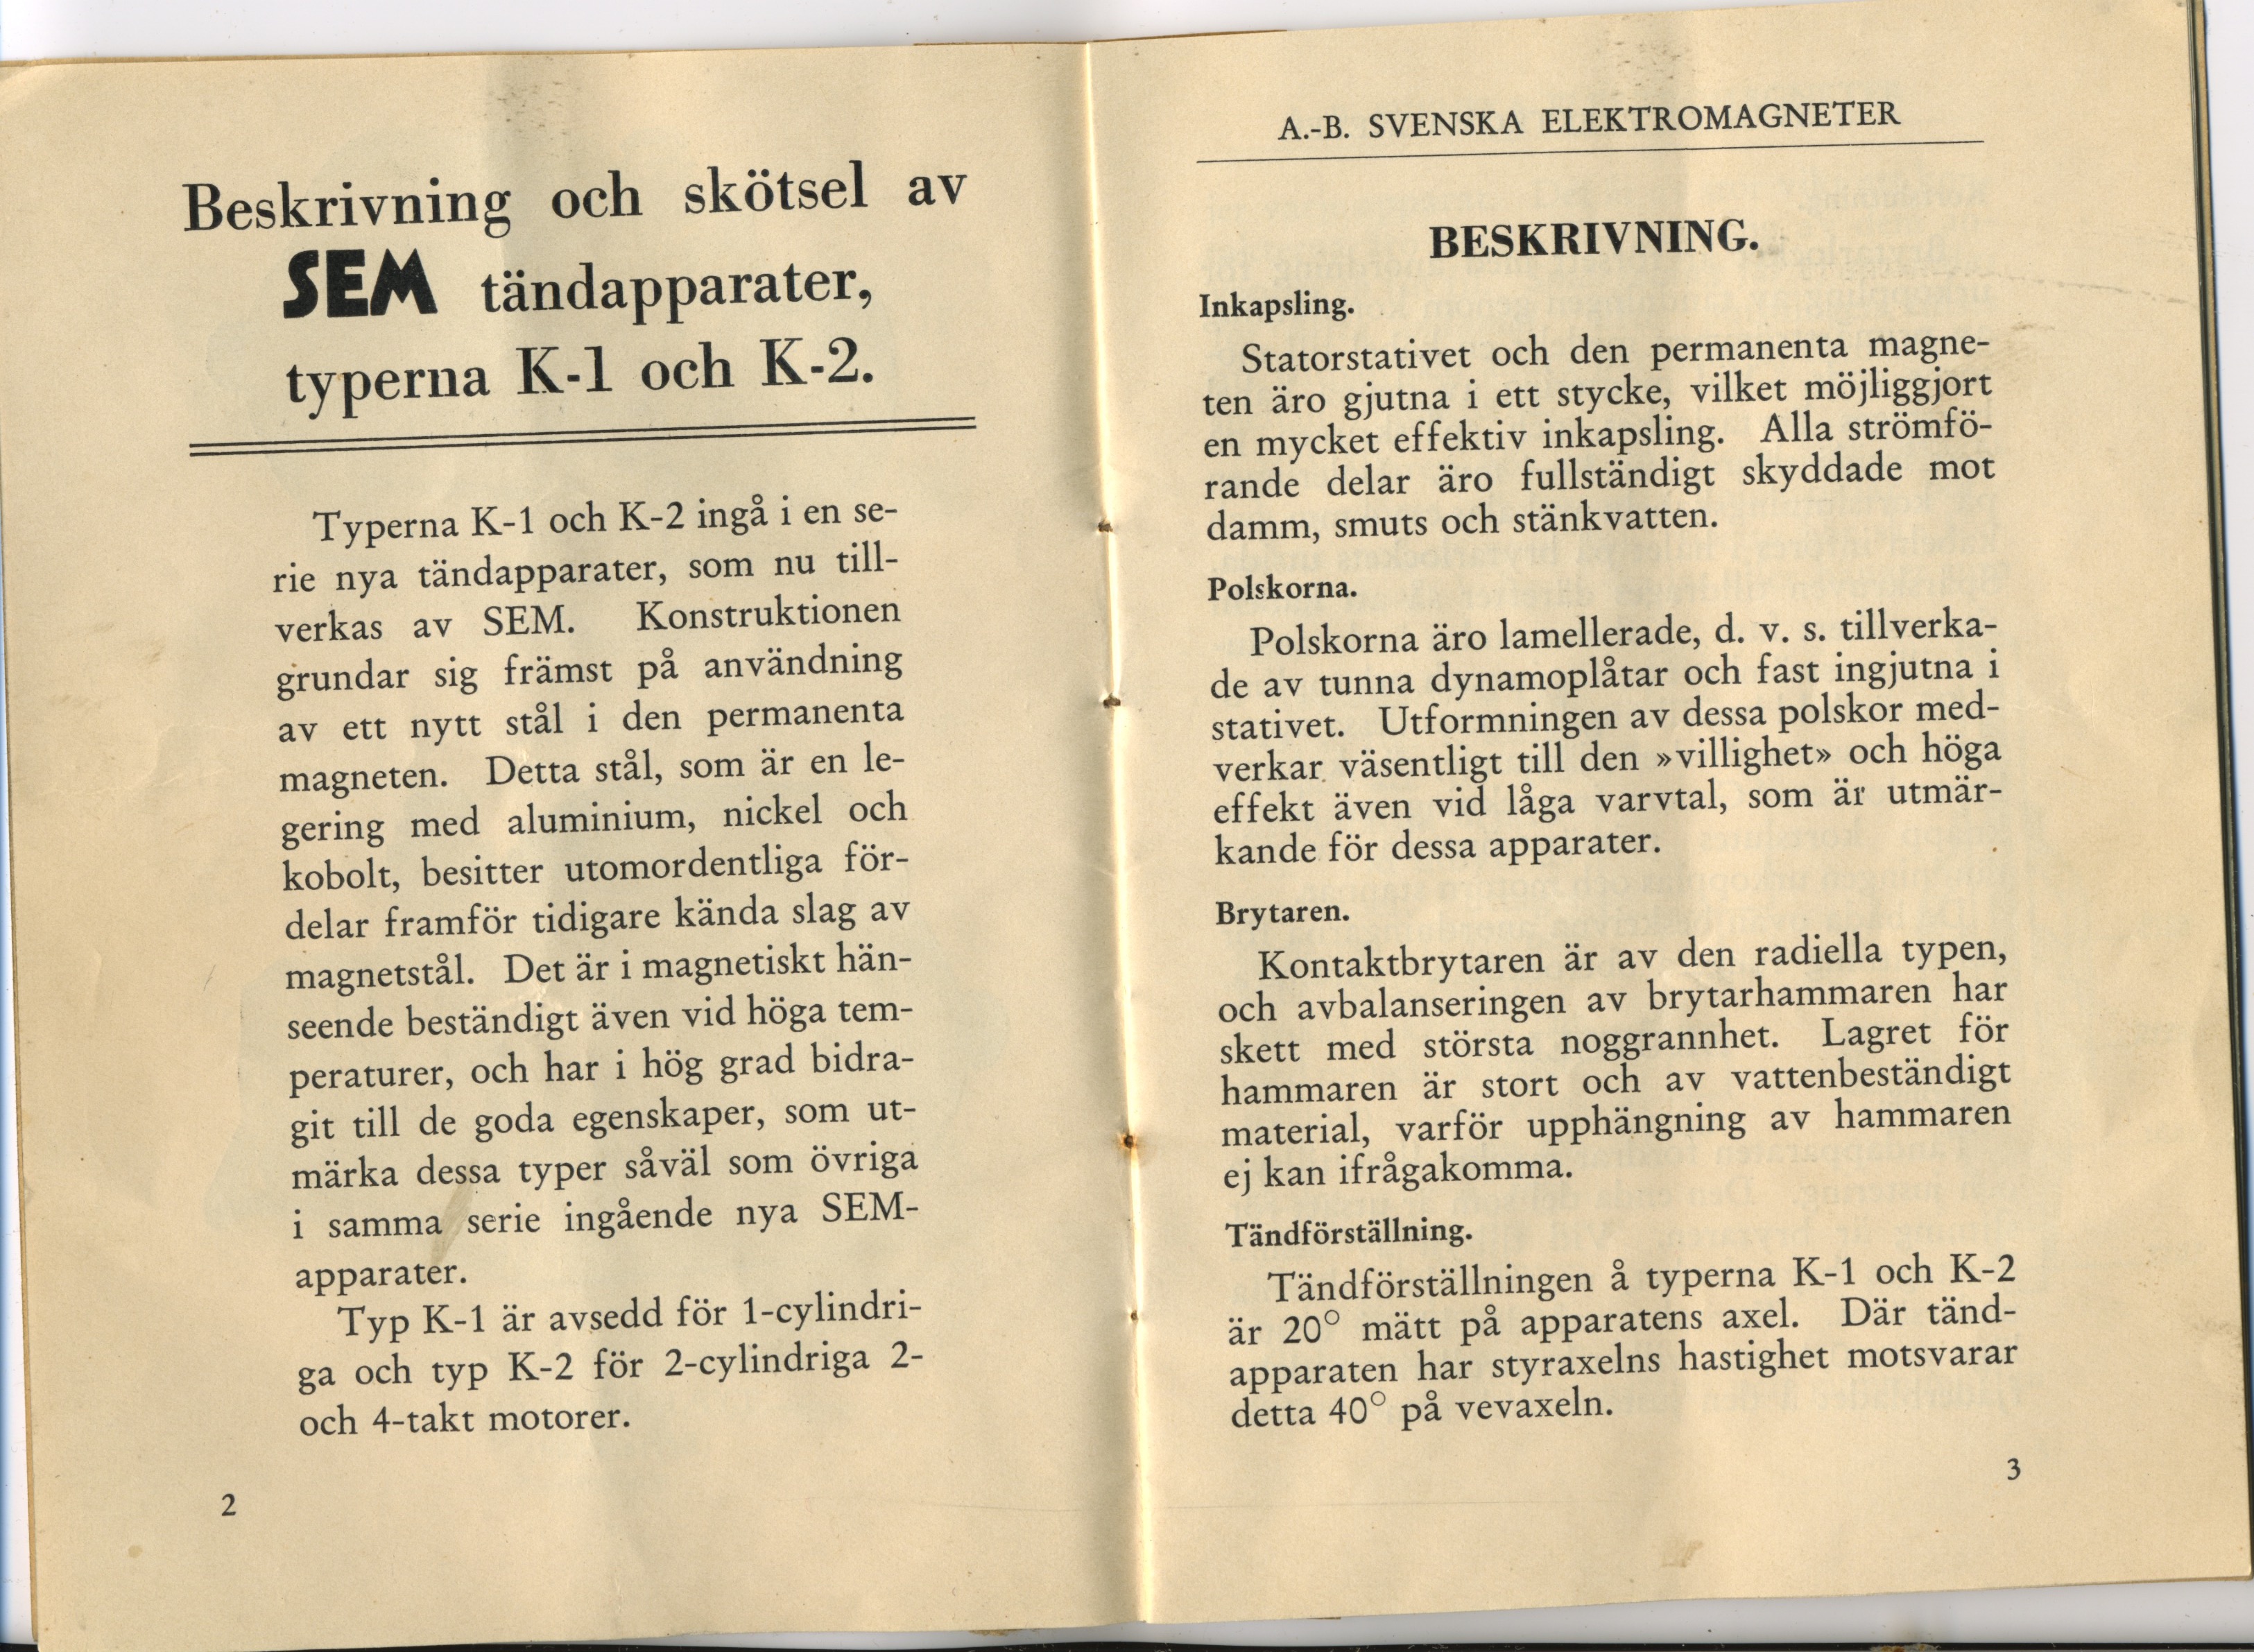 Beskrivning och skötsel av
SEM tändapparater,
typerna K-1 och K-2.
Typerna K-1 och K-2 ingå i en se-
rie nya tändapparater, som nu till-
verkas av SEM. Konstruktionen
grundar sig främst på användning
av ett nytt stål i den permanenta
magneten. Detta stål, som är en le-
gering med aluminium, nickel och
kobolt, besitter utomordentliga för-
delar framför tidigare kända slag av
magnetstål. Det är i magnetiskt hän-
seende beständigt även vid höga tem-
peraturer, och har i hög grad bidra-
git till de goda egenskaper, som ut-
märka dessa typer såväl som övriga
i samma serie ingående nya SEM-
apparater.
Typ K-1 är avsedd för 1-cylindri-
ga och typ K-2 för 2-cylindriga 2-
och 4-takt motorer.
2
A.-B. SVENSKA ELEKTROMAGNETER
BESKRIVNING.
Inkapsling.
Statorstativet och den permanenta magne-
ten äro gjutna i ett stycke, vilket möjliggjort
en mycket effektiv inkapsling. Alla strömfö-
rande delar äro fullständigt skyddade mot
damm, smuts och stänkvatten.
Polskorna.
Polskorna äro lamellerade, d. v. s. tillverka-
de av tunna dynamoplåtar och fast ingjutna i
stativet. Utformningen av dessa polskor med-
verkar väsentligt till den »villighet» och höga
effekt även vid låga varvtal, som är utmär-
kande för dessa apparater.
Brytaren.
Kontaktbrytaren är av den radiella typen,
och avbalanseringen av brytarhammaren har
skett med största noggrannhet. Lagret för
hammaren är stort och av vattenbeständigt
material, varför upphängning av hammaren
ej kan ifrågakomma.
Tändförställning.
Tändförställningen å typerna K-1 och K-2
är 20° mätt på apparatens axel. Där tänd-
apparaten har styraxelns hastighet motsvarar
detta 40° på vevaxeln.
3